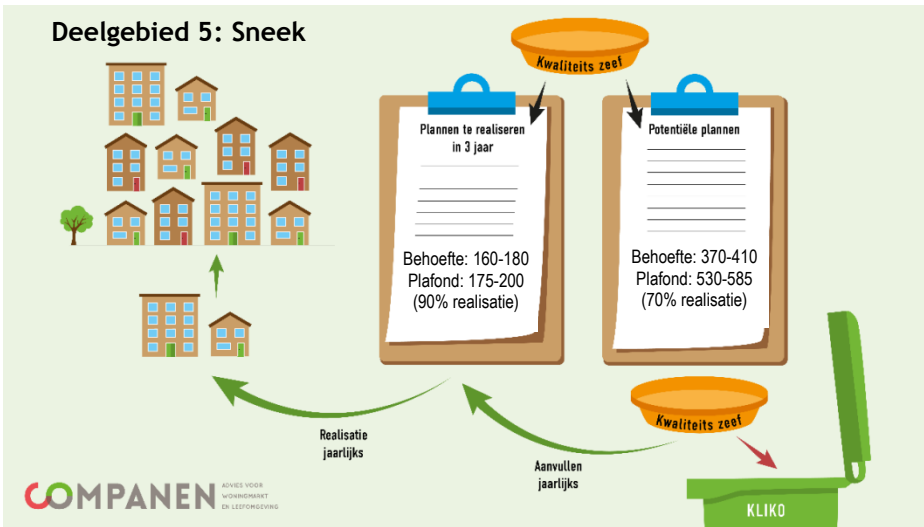 Deelgebied 5: Sneek
Kwaliteits zeef
Plannen te realiseren
in 3 jaar
Behoefte: 160-180
Plafond: 175-200
(90% realisatie)
Potentiële plannen
Behoefte: 370-410
Plafond: 530-585
(70% realisatie)
Kwaliteits zeef
Realisatie
jaarlijks
Aanvullen
jaarlijks
KLIKO
COMPANEN
ADVIES VOOR
WONINGMARKT
EN LEEFOMGEVING